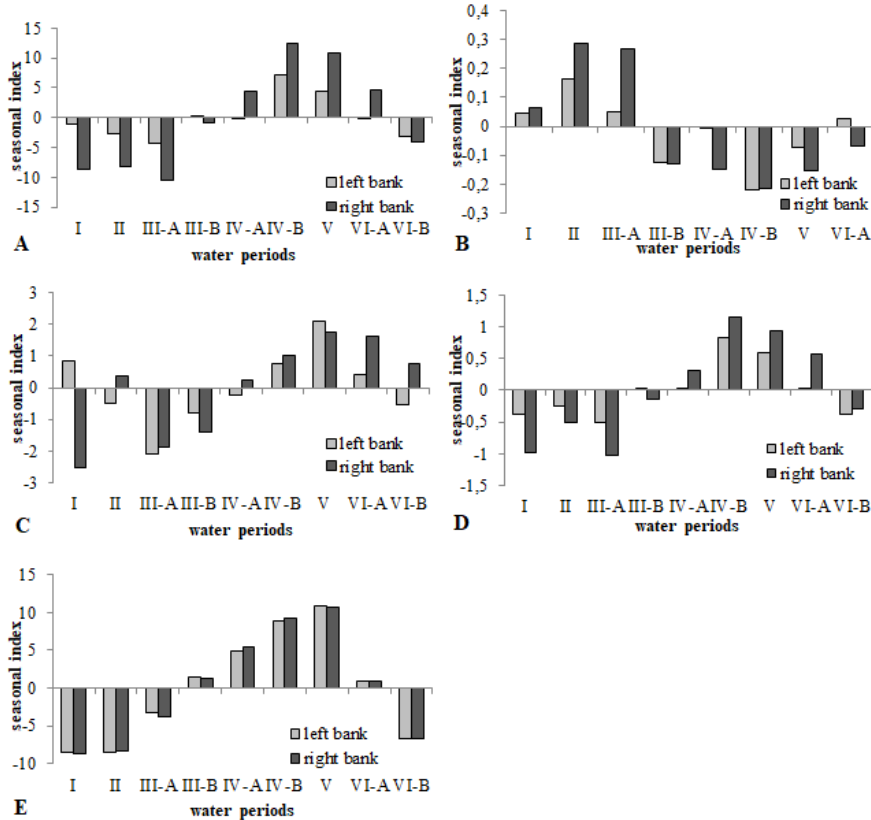 seasonal index
15
10
5
0
-5
-10
-15
left bank
right bank
I II III-A III-B IV-A IV-B V VI-A VI-B
water periods
A
seasonal index
0,4
0,3
0,2
0,1
0
-0,1
-0,2
-0,3
left bank
right bank
I II III-A III-B IV-A IV-B V VI-A
water periods
B
seasonal index
3
2
1
0
-1
-2
-3
left bank
right bank
I II III-A III-B IV-A IV-B V VI-A VI-B
water periods
C
seasonal index
1,5
1
0,5
0
-0,5
-1
-1,5
left bank
right bank
I II III-A III-B IV-A IV-B V VI-A VI-B
water periods
D
seasonal index
15
10
5
0
-5
-10
left bank
right bank
I II III-A III-B IV-A IV-B V VI-A VI-B
water periods
E